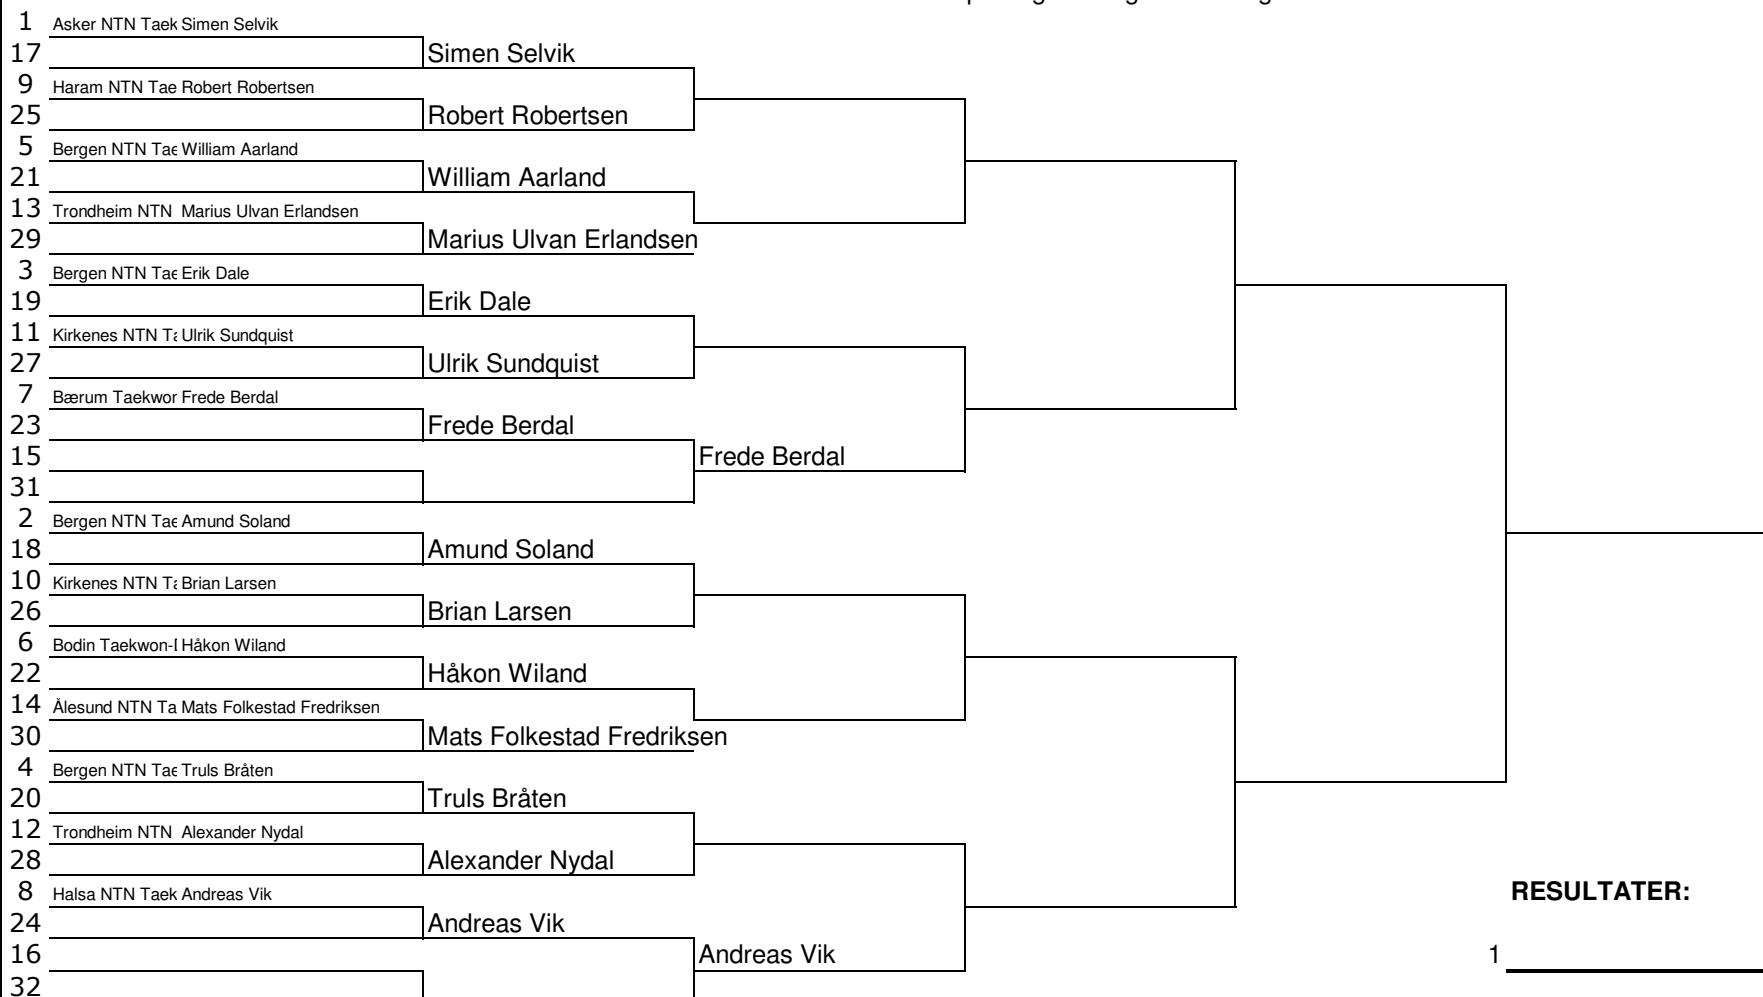 1 Asker NTN Taek Simen Selvik
17 Simen Selvik
9 Haram NTN Tae Robert Robertsen
25 Robert Robertsen
5 Bergen NTN Tae William Aarland
21 William Aarland
13 Trondheim NTN Marius Ulvan Erlandsen
29 Marius Ulvan Erlandsen
3 Bergen NTN Tae Erik Dale
19 Erik Dale
11 Kirkenes NTN Ta Ulrik Sundquist
27 Ulrik Sundquist
7 Bærum Taekwor Frede Berdal
23 Frede Berdal
15 Frede Berdal
31
2 Bergen NTN Tae Amund Soland
18 Amund Soland
10 Kirkenes NTN Ta Brian Larsen
26 Brian Larsen
6 Bodin Taekwon- Håkon Wiland
22 Håkon Wiland
14 Ålesund NTN Ta Mats Folkestad Fredriksen
30 Mats Folkestad Fredriksen
4 Bergen NTN Tae Truls Bråten
20 Truls Bråten
12 Trondheim NTN Alexander Nydal
28 Alexander Nydal
8 Halsa NTN Taek Andreas Vik
RESULTATER:
24 Andreas Vik
16 Andreas Vik
1
32